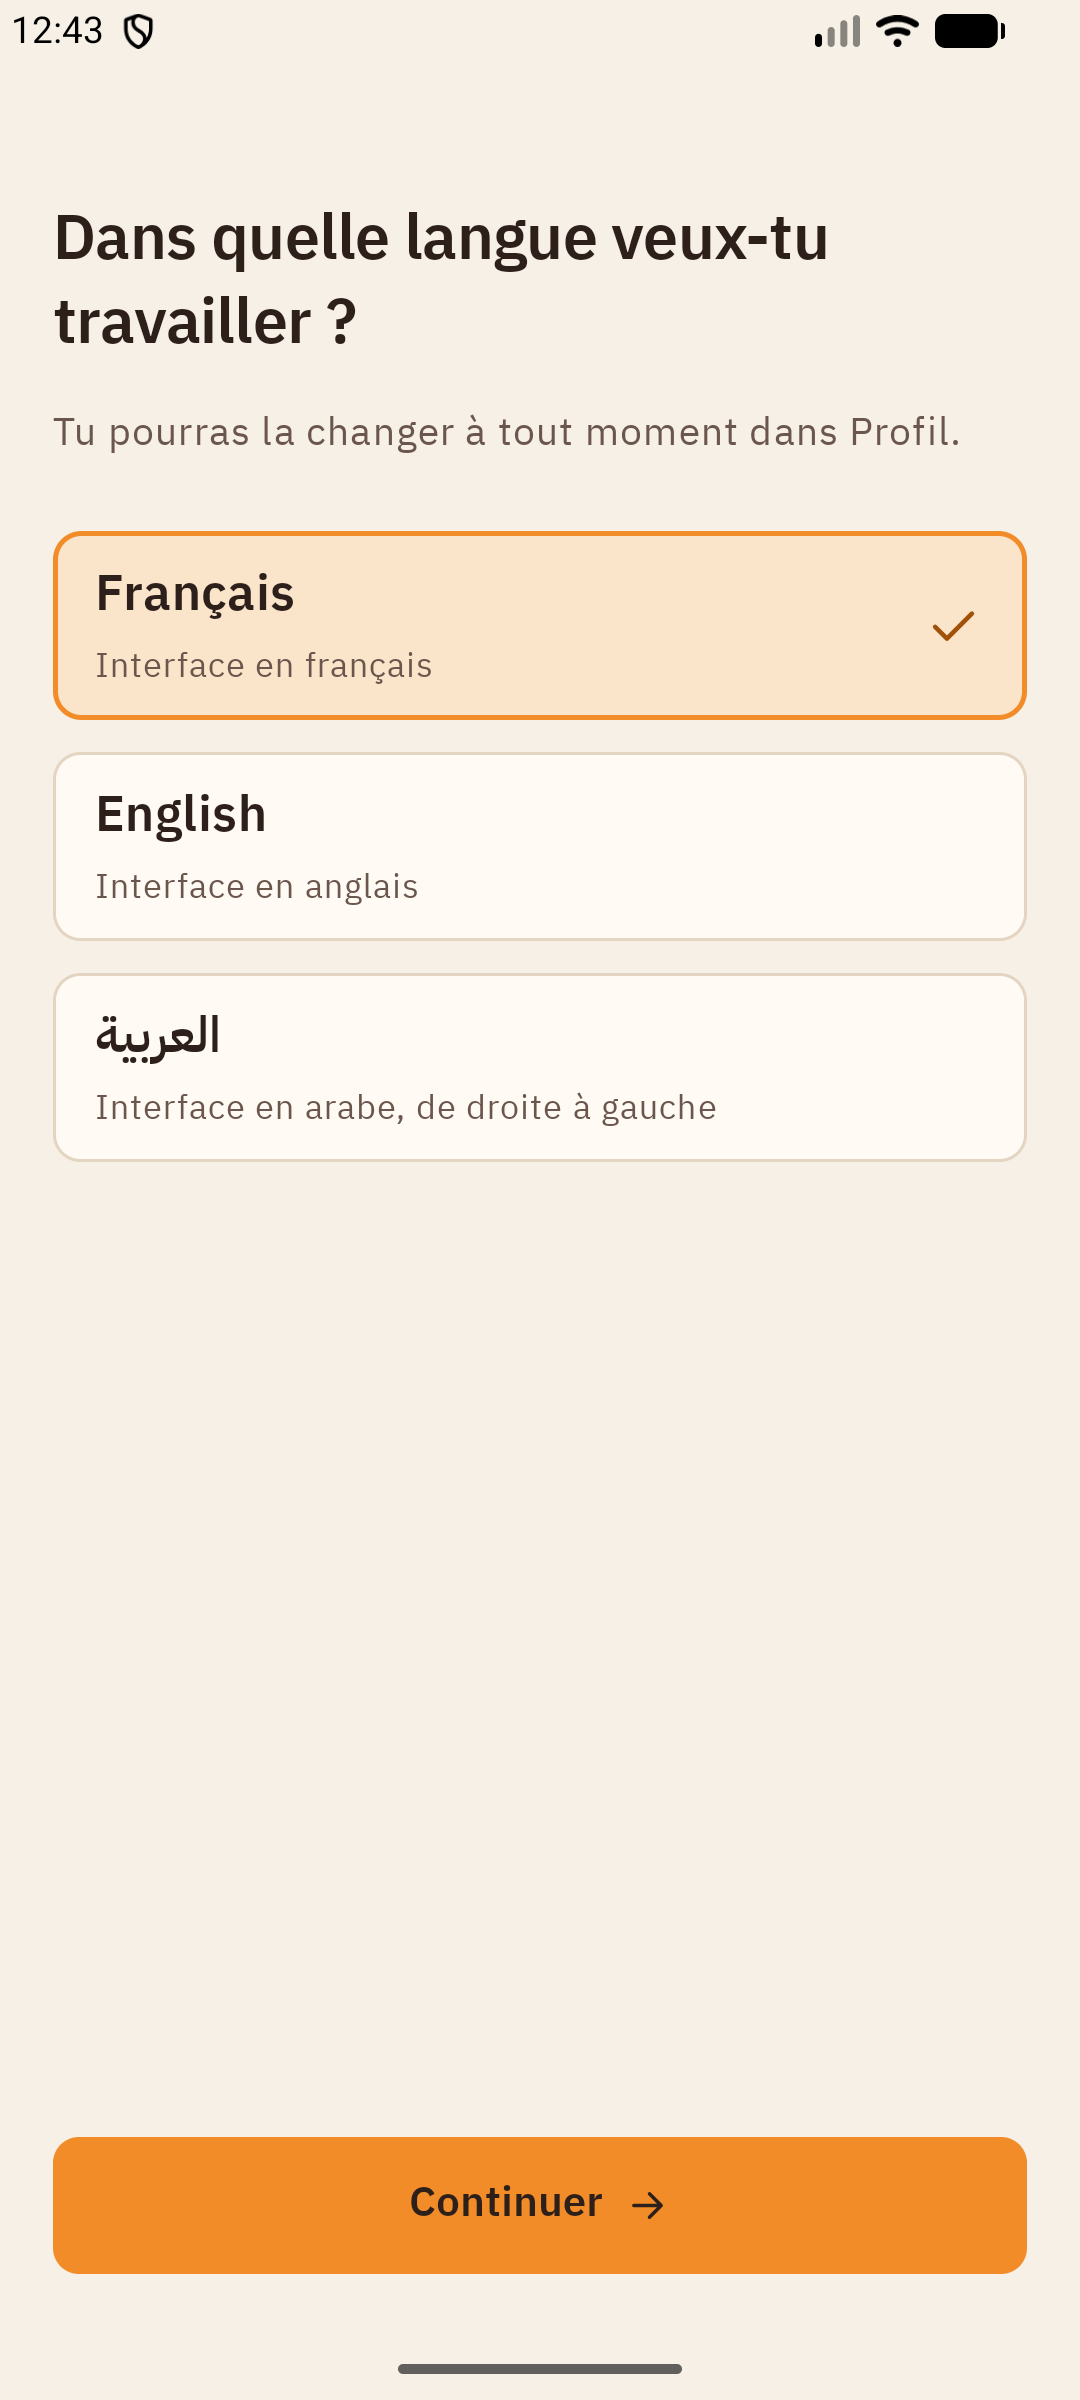 12:43
Dans quelle langue veux-tu
travailler ?
Tu pourras la changer à tout moment dans Profil.
Français
Interface en français
English
Interface en anglais
العربية
Interface en arabe, de droite à gauche
Continuer →